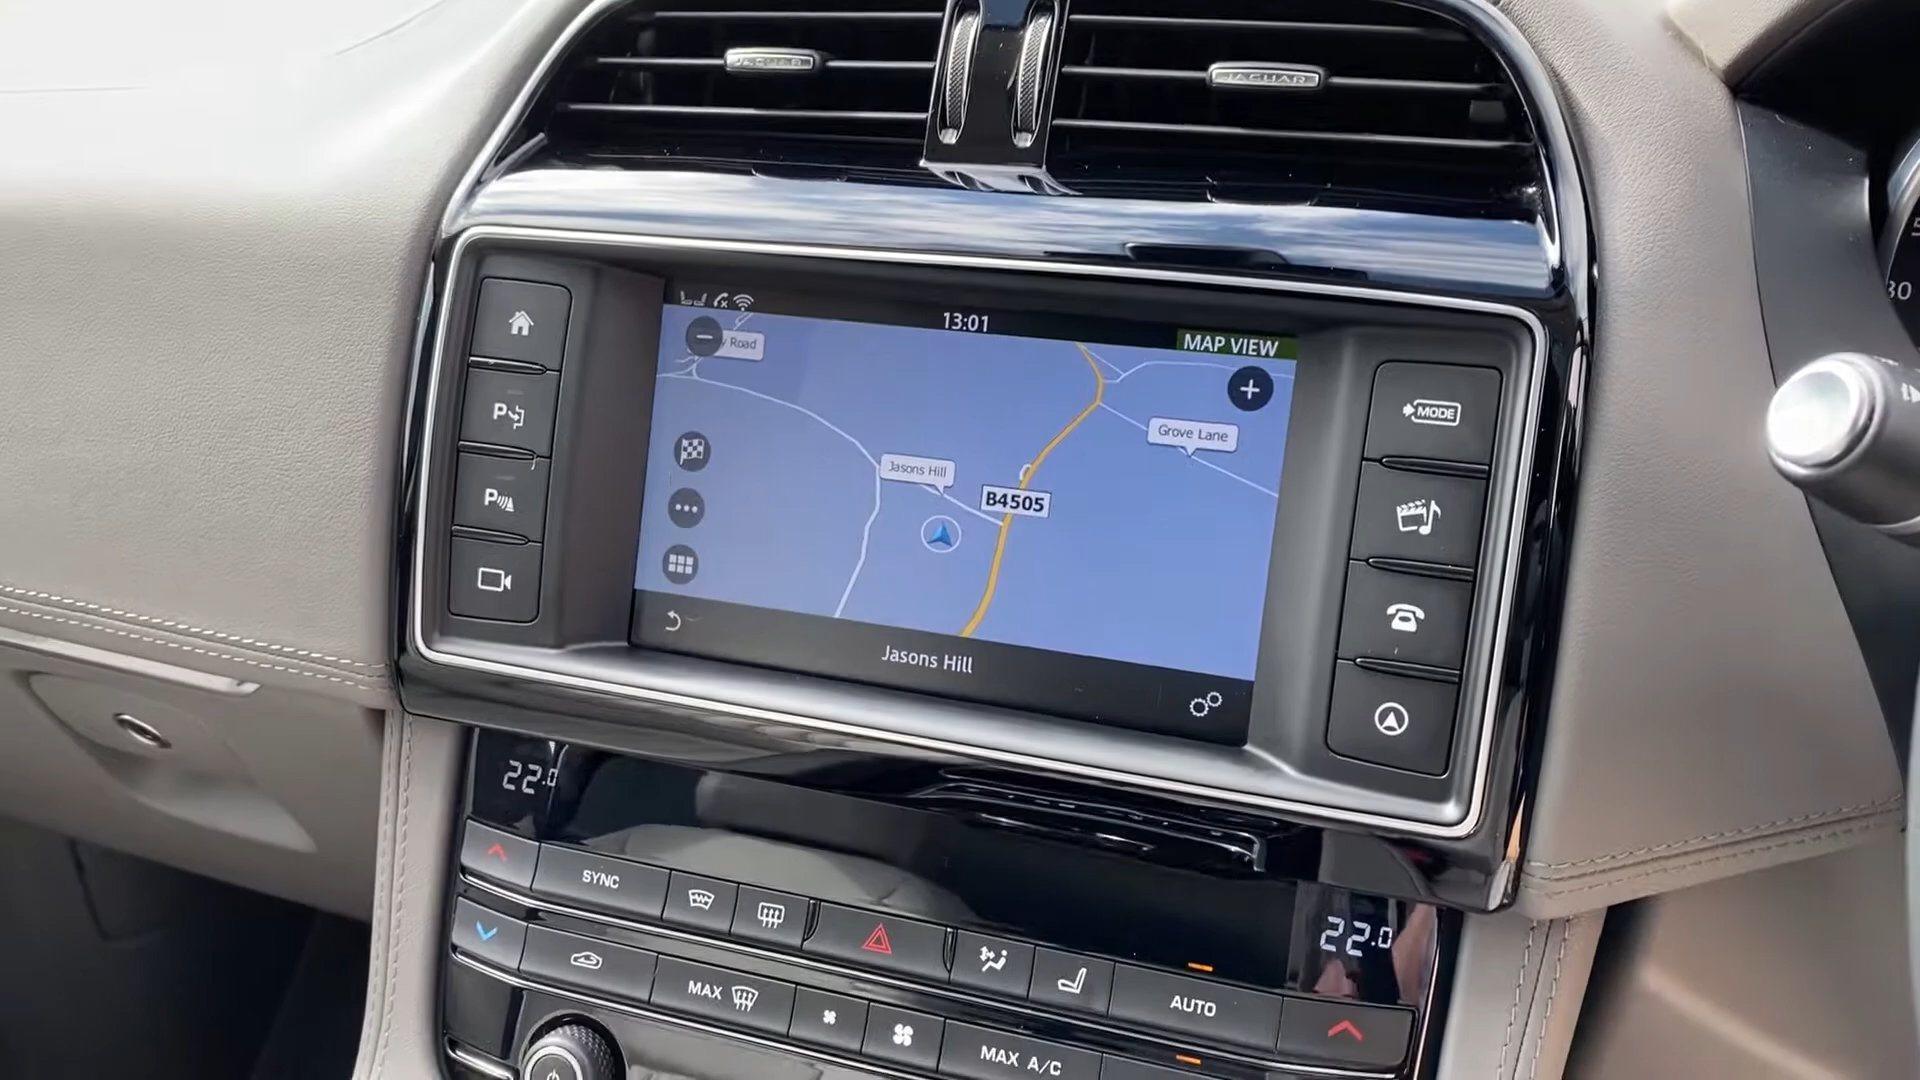 JAGUAR
JAGUAR
13:01
MAP VIEW
y Road
Grove Lane
Jasons Hill
B4505
Jasons Hill
MODE
P
P
30
22.0
22.0
SYNC
MAX
AUTO
MAX A/C